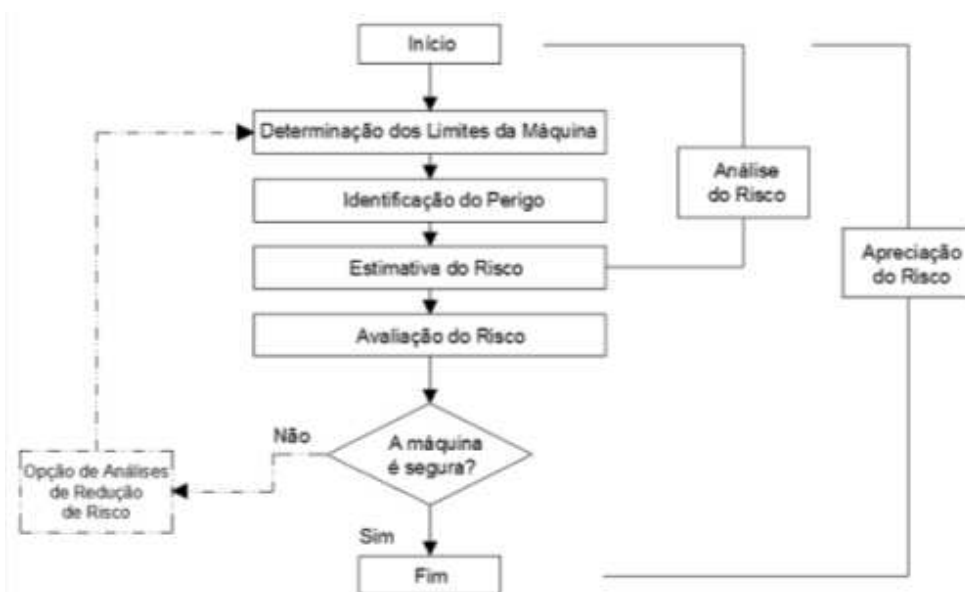 Início
Determinação dos Limites da Máquina
Identificação do Perigo
Estimativa do Risco
Avaliação do Risco
A máquina
é segura?
Não
Sim
Fim
Opção de Análises
de Redução
de Risco
Análise
do Risco
Apreciação
do Risco